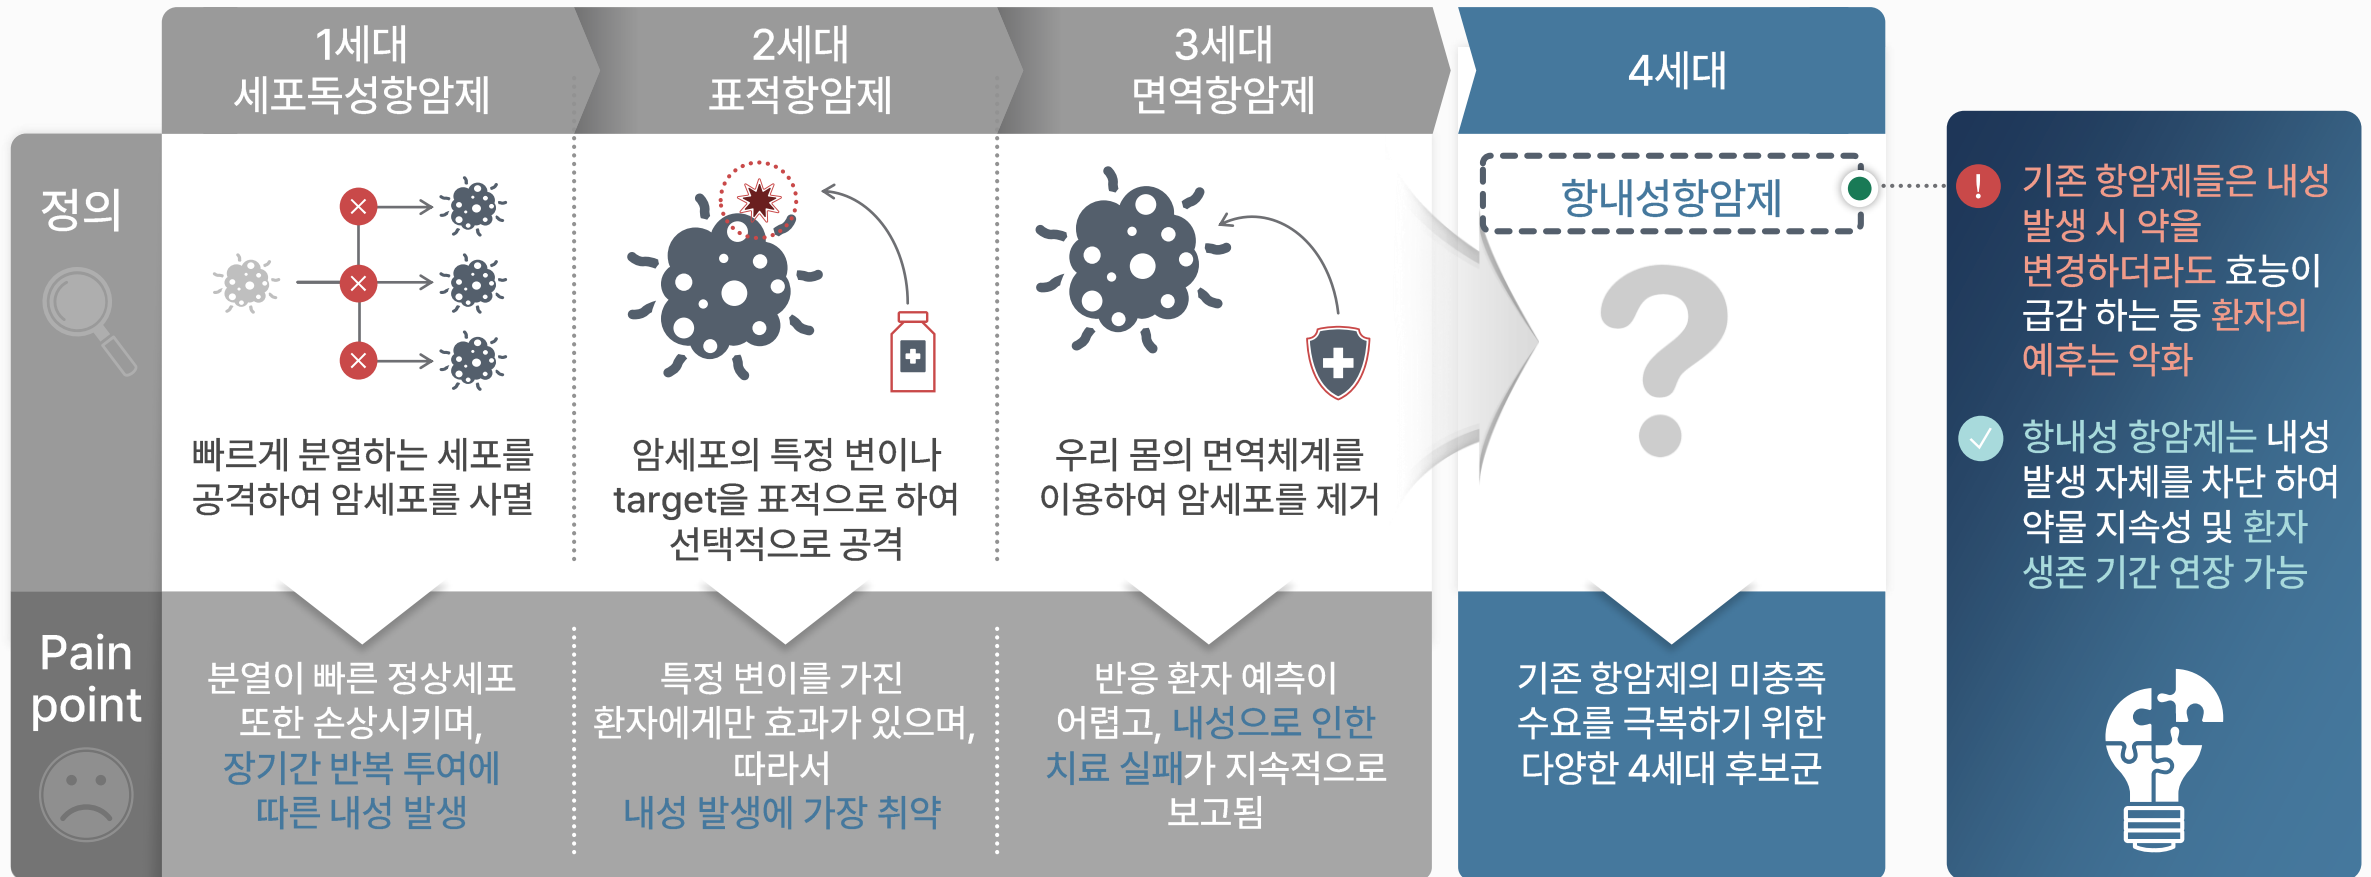 1세대
세포독성항암제
2세대
표적항암제
3세대
면역항암제
4세대
정의
빠르게 분열하는 세포를
공격하여 암세포를 사멸
암세포의 특정 변이나
target을 표적으로 하여
선택적으로 공격
우리 몸의 면역체계를
이용하여 암세포를 제거
항내성항암제
?
Pain
point
분열이 빠른 정상세포
또한 손상시키며,
장기간 반복 투여에
따른 내성 발생
특정 변이를 가진
환자에게만 효과가 있으며,
따라서
내성 발생에 가장 취약
반응 환자 예측이
어렵고, 내성으로 인한
치료 실패가 지속적으로
보고됨
기존 항암제의 미충족
수요를 극복하기 위한
다양한 4세대 후보군
!
기존 항암제들은 내성
발생 시 약을
변경하더라도 효능이
급감 하는 등 환자의
예후는 악화
항내성 항암제는 내성
발생 자체를 차단 하여
약물 지속성 및 환자
생존 기간 연장 가능